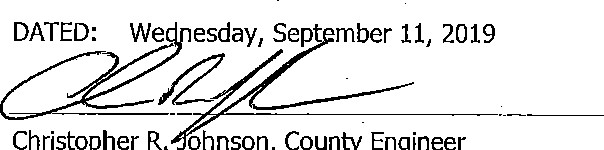 DATED: Wednesday, September 11, 2019
Christopher R. Johnson, County Engineer